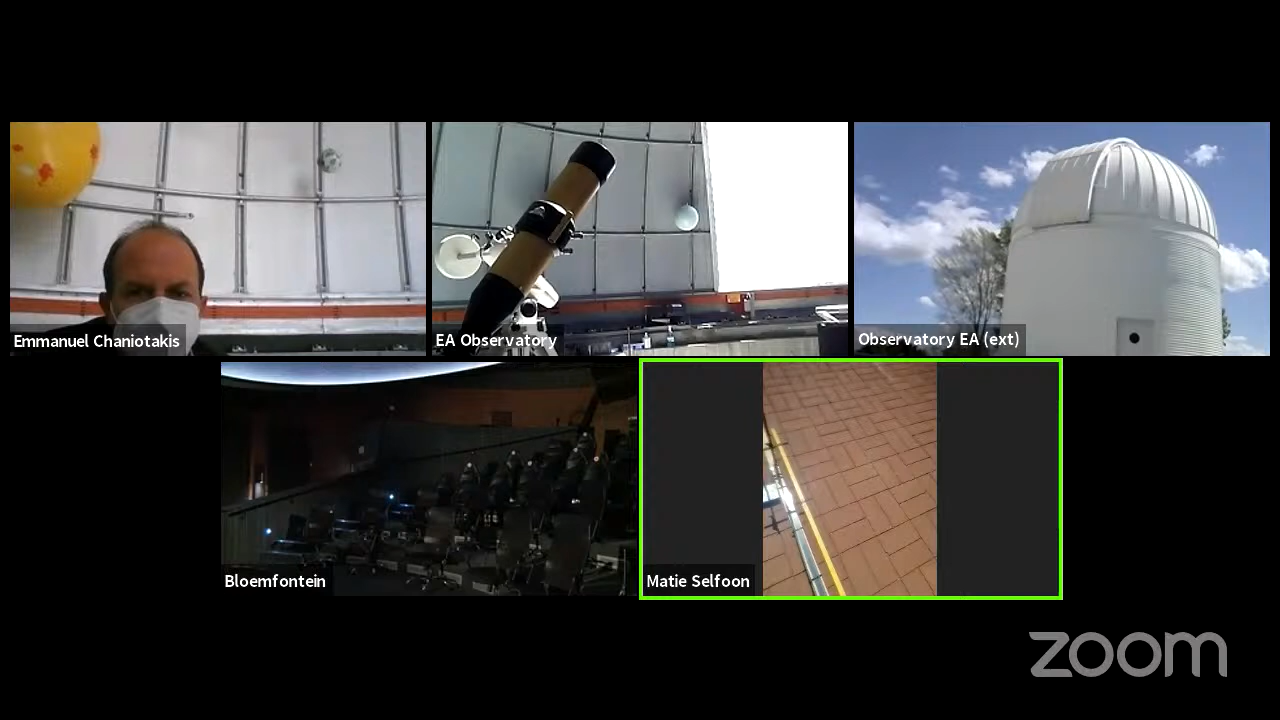 Emmanuel Chaniotakis
EA Observatory
Observatory EA (ext)
Bloemfontein
Matie Selfoon
zoom